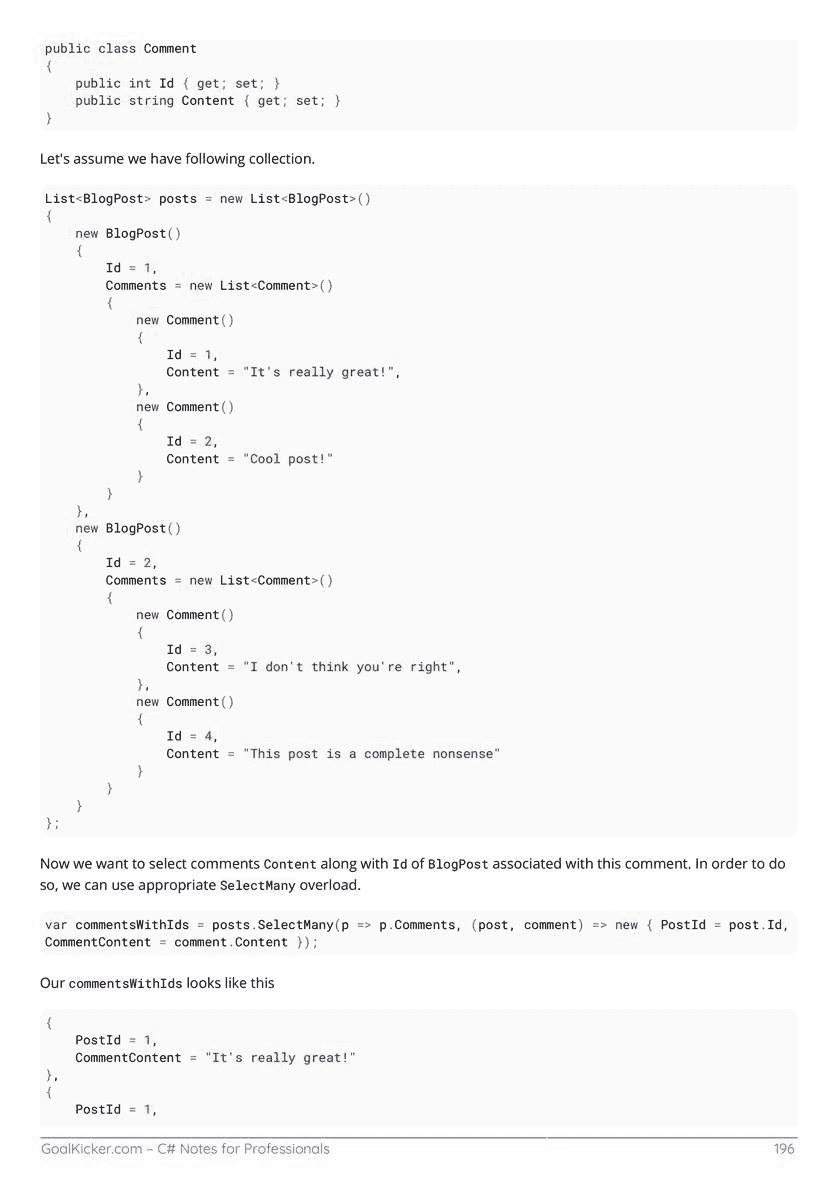 public class Comment
{
    public int Id { get; set; }
    public string Content { get; set; }
}
Let's assume we have following collection.
List<BlogPost> posts = new List<BlogPost>()
{
    new BlogPost()
    {
        Id = 1,
        Comments = new List<Comment>()
        {
            new Comment()
            {
                Id = 1,
                Content = "It's really great!",
            },
            new Comment()
            {
                Id = 2,
                Content = "Cool post!"
            }
        }
    },
    new BlogPost()
    {
        Id = 2,
        Comments = new List<Comment>()
        {
            new Comment()
            {
                Id = 3,
                Content = "I don't think you're right",
            },
            new Comment()
            {
                Id = 4,
                Content = "This post is a complete nonsense"
            }
        }
    }
};
Now we want to select comments Content along with Id of BlogPost associated with this comment. In order to do
so, we can use appropriate SelectMany overload.
var commentsWithIds = posts.SelectMany(p => p.Comments, (post, comment) => new { PostId = post.Id,
CommentContent = comment.Content });
Our commentsWithIds looks like this
{
    PostId = 1,
    CommentContent = "It's really great!"
},
{
    PostId = 1,
GoalKicker.com – C# Notes for Professionals 196